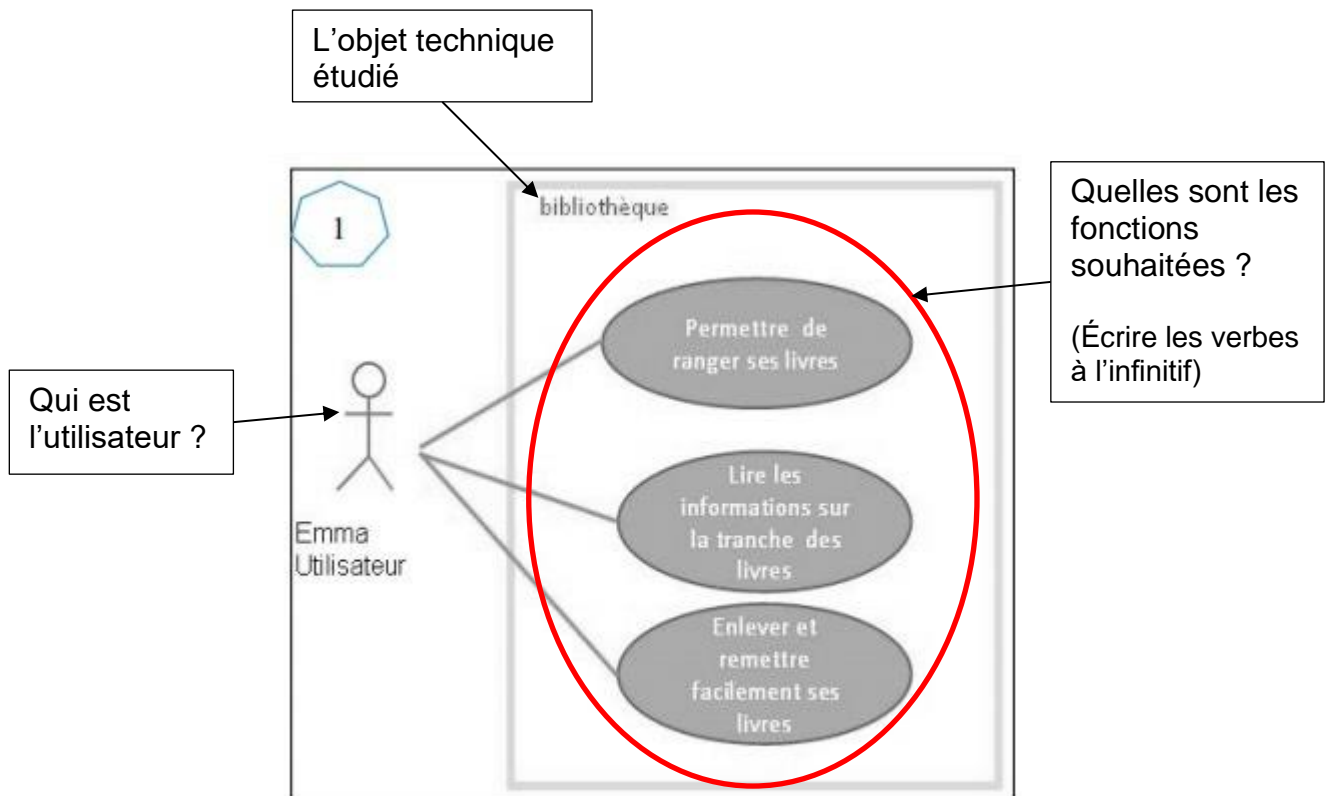 L’objet technique
étudié
1
bibliothèque
Quelles sont les
fonctions
souhaitées ?
(Écrire les verbes
à l’infinitif)
Permettre de
ranger ses livres
Qui est
l’utilisateur ?
Lire les
informations sur
la tranche des
livres
Emma
Utilisateur
Enlever et
remettre
facilement ses
livres